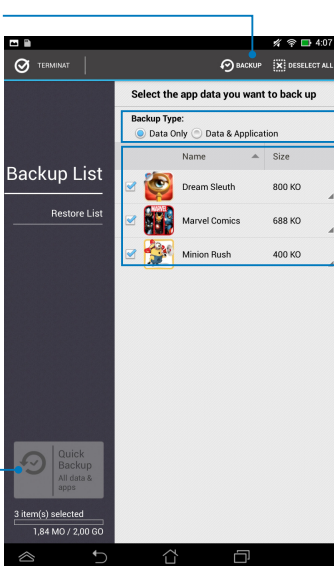 4:07
TERMINAT
BACKUP
DESELECT ALL
Select the app data you want to back up
Backup Type:
Data Only
Data & Application
Name
Size
Backup List
Restore List
Dream Sleuth
800 KO
MARVEL
Marvel Comics
688 KO
Minion Rush
400 KO
Quick
Backup
All data &
apps
3 item(s) selected
1,84 MO / 2,00 GO